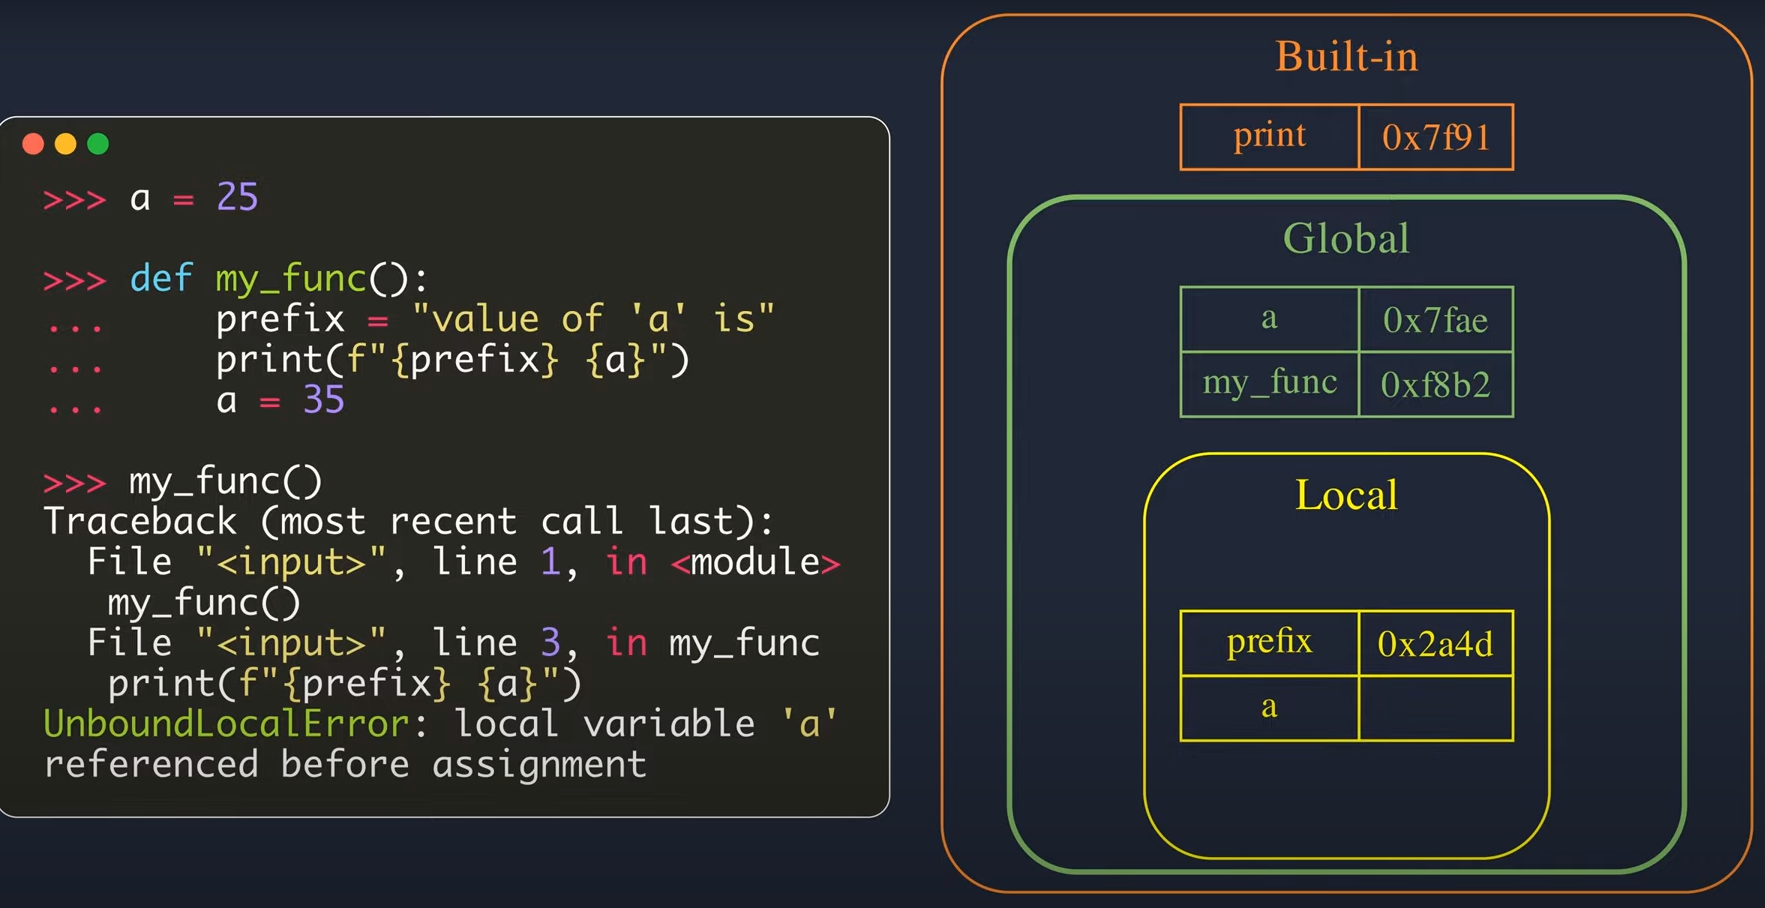 >>> a = 25
>>> def my_func():
...     prefix = "value of 'a' is"
...     print(f"{prefix} {a}")
...     a = 35
>>> my_func()
Traceback (most recent call last):
  File "<input>", line 1, in <module>
   my_func()
  File "<input>", line 3, in my_func
   print(f"{prefix} {a}")
UnboundLocalError: local variable 'a'
referenced before assignment
Built-in
print 0x7f91
Global
a 0x7fae
my_func 0xf8b2
Local
prefix 0x2a4d
a